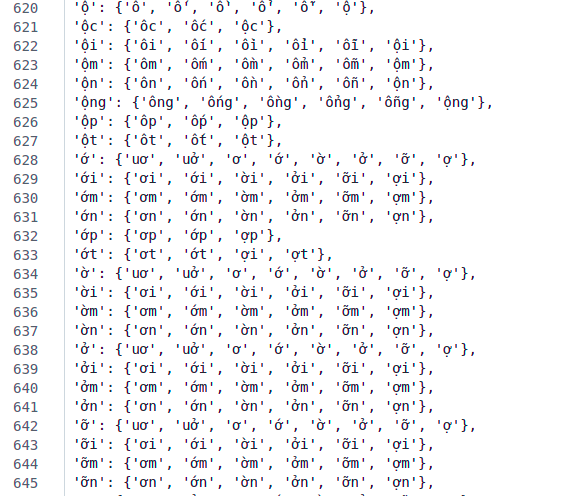 620 'ộ': {'ô', 'ố', 'ồ', 'ổ', 'ỗ', 'ộ'},
621 'ộc': {'ôc', 'ốc', 'ộc'},
622 'ội': {'ôi', 'ối', 'ồi', 'ổi', 'ỗi', 'ội'},
623 'ộm': {'ôm', 'ốm', 'ồm', 'ổm', 'ỗm', 'ộm'},
624 'ộn': {'ôn', 'ốn', 'ồn', 'ổn', 'ỗn', 'ộn'},
625 'ộng': {'ông', 'ống', 'ồng', 'ổng', 'ỗng', 'ộng'},
626 'ộp': {'ôp', 'ốp', 'ộp'},
627 'ột': {'ôt', 'ốt', 'ột'},
628 'ớ': {'uơ', 'uở', 'ơ', 'ớ', 'ờ', 'ở', 'ỡ', 'ợ'},
629 'ới': {'ơi', 'ới', 'ời', 'ởi', 'ỡi', 'ợi'},
630 'ớm': {'ơm', 'ớm', 'ờm', 'ởm', 'ỡm', 'ợm'},
631 'ớn': {'ơn', 'ớn', 'ờn', 'ởn', 'ỡn', 'ợn'},
632 'ớp': {'ơp', 'ớp', 'ợp'},
633 'ớt': {'ơt', 'ớt', 'ợi', 'ợt'},
634 'ờ': {'uơ', 'uở', 'ơ', 'ớ', 'ờ', 'ở', 'ỡ', 'ợ'},
635 'ời': {'ơi', 'ới', 'ời', 'ởi', 'ỡi', 'ợi'},
636 'ờm': {'ơm', 'ớm', 'ờm', 'ởm', 'ỡm', 'ợm'},
637 'ờn': {'ơn', 'ớn', 'ờn', 'ởn', 'ỡn', 'ợn'},
638 'ở': {'uơ', 'uở', 'ơ', 'ớ', 'ờ', 'ở', 'ỡ', 'ợ'},
639 'ởi': {'ơi', 'ới', 'ời', 'ởi', 'ỡi', 'ợi'},
640 'ởm': {'ơm', 'ớm', 'ờm', 'ởm', 'ỡm', 'ợm'},
641 'ởn': {'ơn', 'ớn', 'ờn', 'ởn', 'ỡn', 'ợn'},
642 'ỡ': {'uơ', 'uở', 'ơ', 'ớ', 'ờ', 'ở', 'ỡ', 'ợ'},
643 'ỡi': {'ơi', 'ới', 'ời', 'ởi', 'ỡi', 'ợi'},
644 'ỡm': {'ơm', 'ớm', 'ờm', 'ởm', 'ỡm', 'ợm'},
645 'ỡn': {'ơn', 'ớn', 'ờn', 'ởn', 'ỡn', 'ợn'},